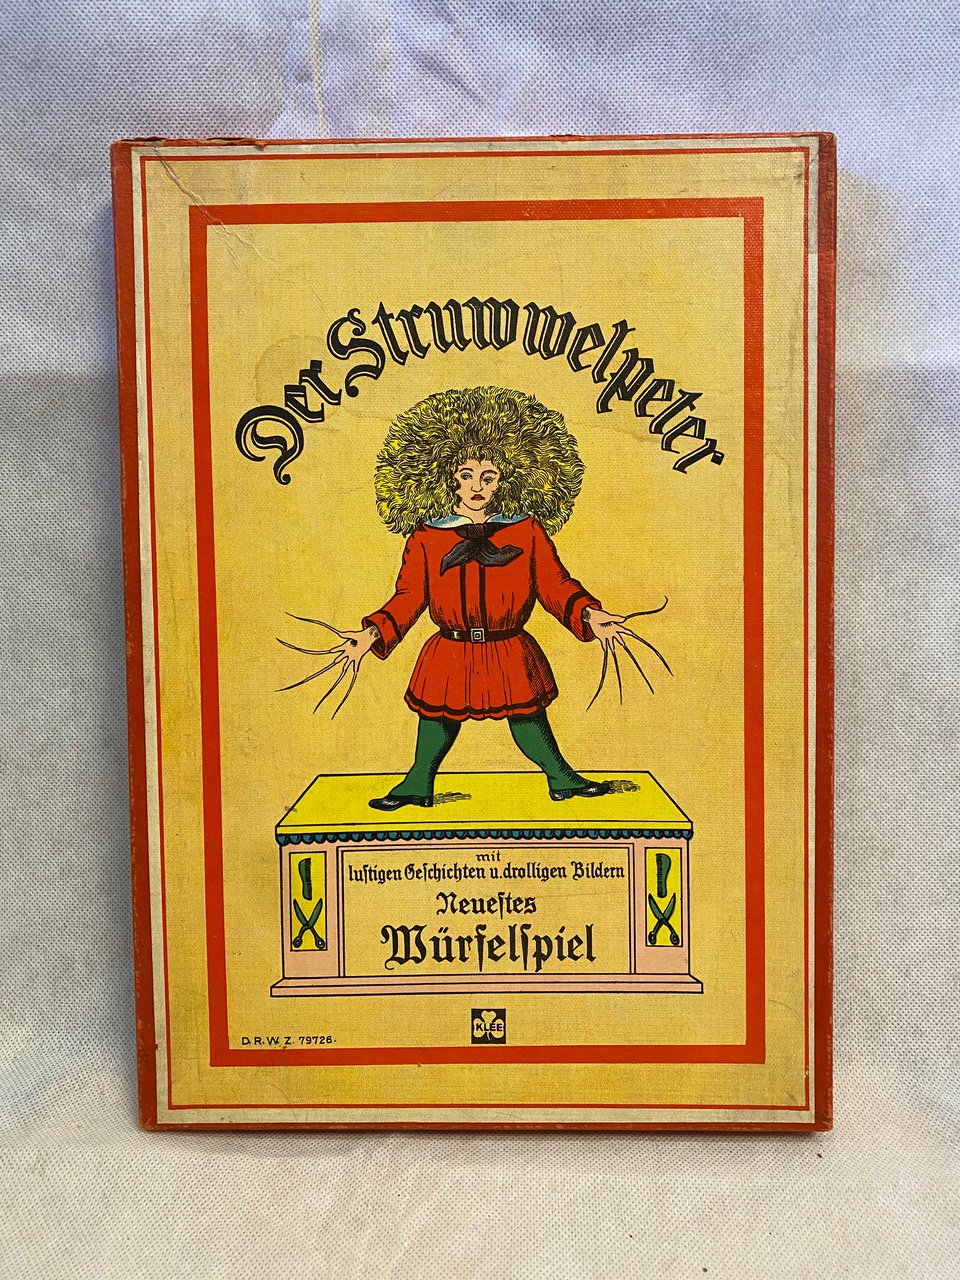 Der Struwwelpeter
mit
luſtigen Geſchichten u. drolligen Bildern
Neueſtes
Würfelſpiel
KLEE
D. R. W. Z. 79726.